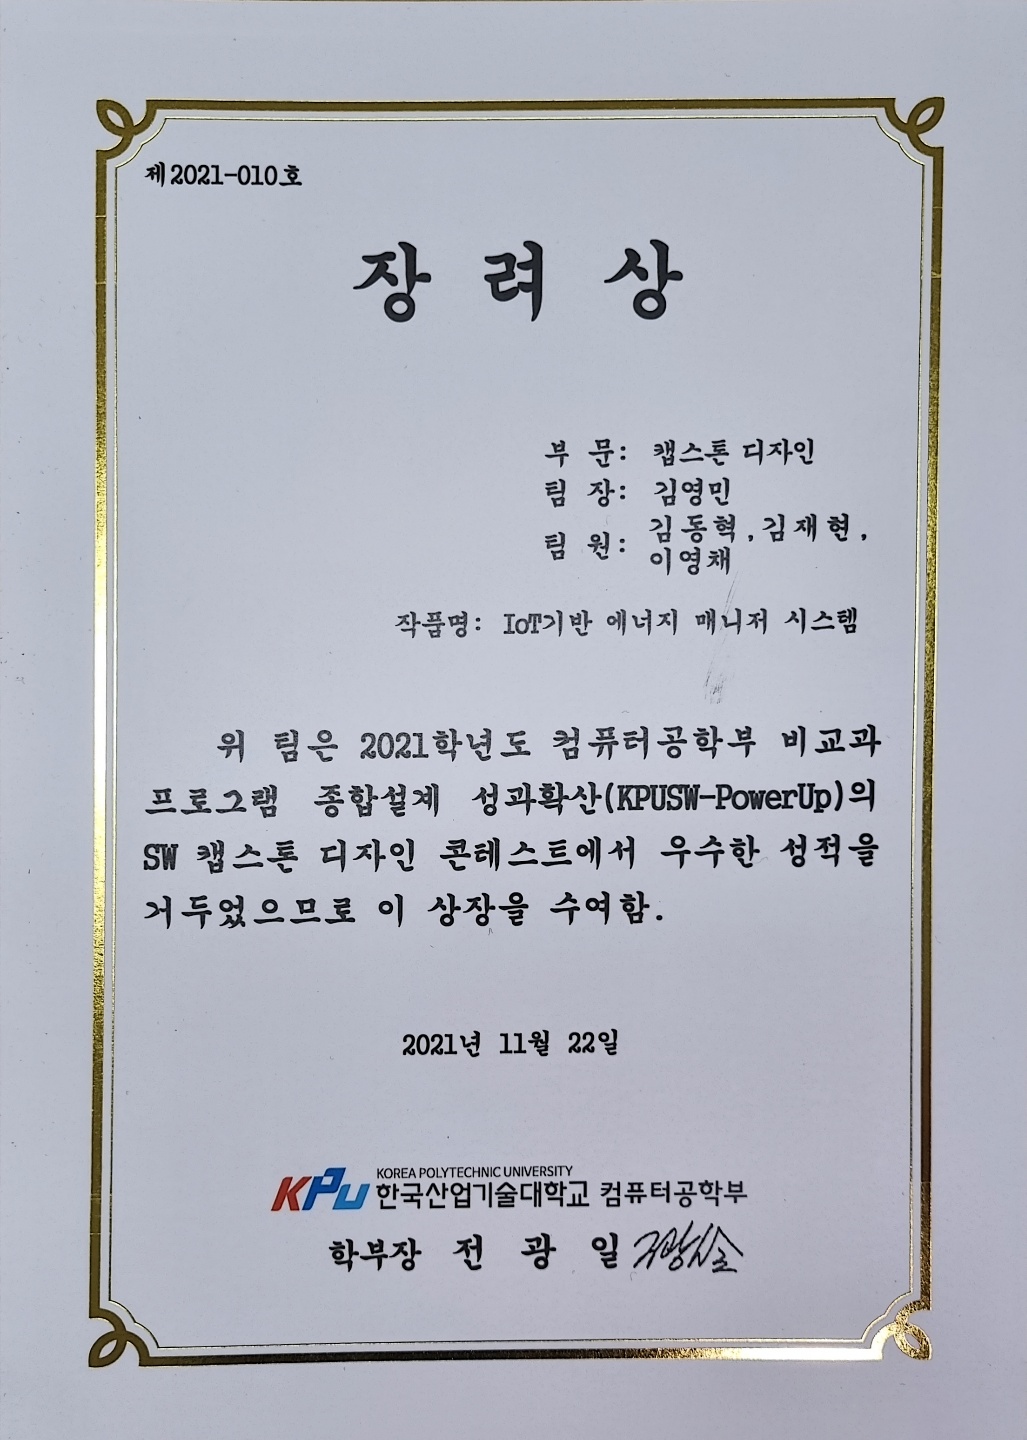 제2021-010호
장 려 상
부 문: 캡스톤 디자인
팀 장: 김영민
팀 원: 김동혁, 김재현,
이영채
작품명: IoT기반 에너지 매니저 시스템
위 팀은 2021학년도 컴퓨터공학부 비교과
프로그램 종합설계 성과확산(KPUSW-PowerUp)의
SW 캡스톤 디자인 콘테스트에서 우수한 성적을
거두었으므로 이 상장을 수여함.
2021년 11월 22일
KPU KOREA POLYTECHNIC UNIVERSITY
한국산업기술대학교 컴퓨터공학부
학부장 전 광 일